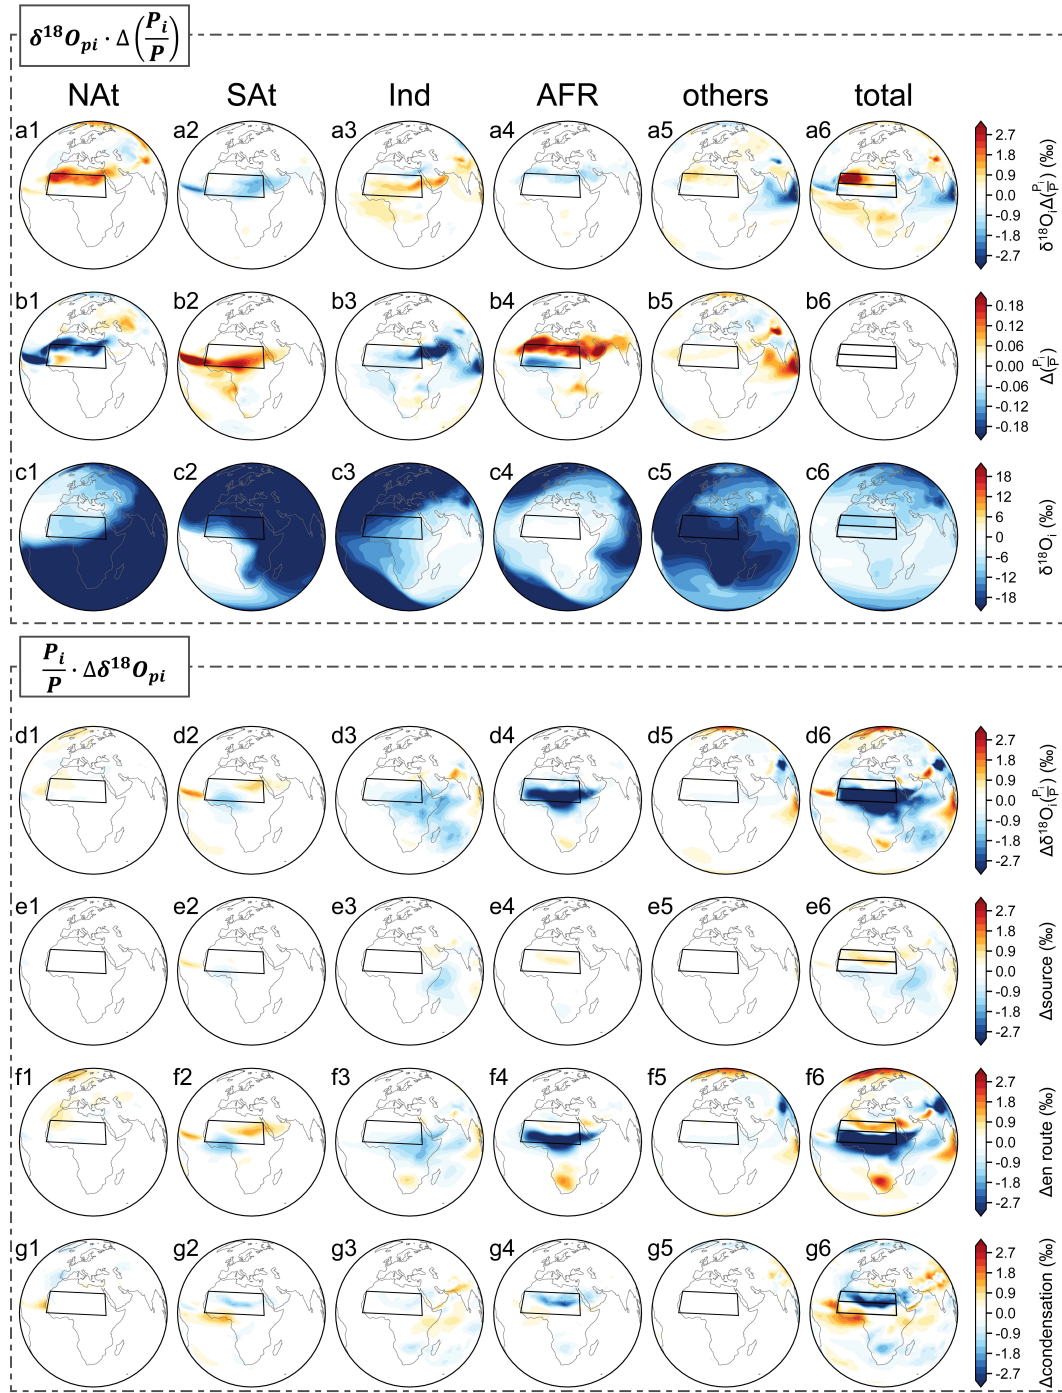 δ¹⁸O_pi · Δ(P_i/P)
NAt SAt Ind AFR others total
a1 a2 a3 a4 a5 a6
2.7
1.8
0.9
0.0
-0.9
-1.8
-2.7
δ¹⁸O_iΔ(P_i/P) (‰)
b1 b2 b3 b4 b5 b6
0.18
0.12
0.06
0.00
-0.06
-0.12
-0.18
Δ(P_i/P)
c1 c2 c3 c4 c5 c6
18
12
6
0
-6
-12
-18
δ¹⁸O_i (‰)
P_i/P · Δδ¹⁸O_pi
d1 d2 d3 d4 d5 d6
2.7
1.8
0.9
0.0
-0.9
-1.8
-2.7
Δδ¹⁸O_i(P_i/P) (‰)
e1 e2 e3 e4 e5 e6
2.7
1.8
0.9
0.0
-0.9
-1.8
-2.7
Δsource (‰)
f1 f2 f3 f4 f5 f6
2.7
1.8
0.9
0.0
-0.9
-1.8
-2.7
Δen route (‰)
g1 g2 g3 g4 g5 g6
2.7
1.8
0.9
0.0
-0.9
-1.8
-2.7
Δcondensation (‰)